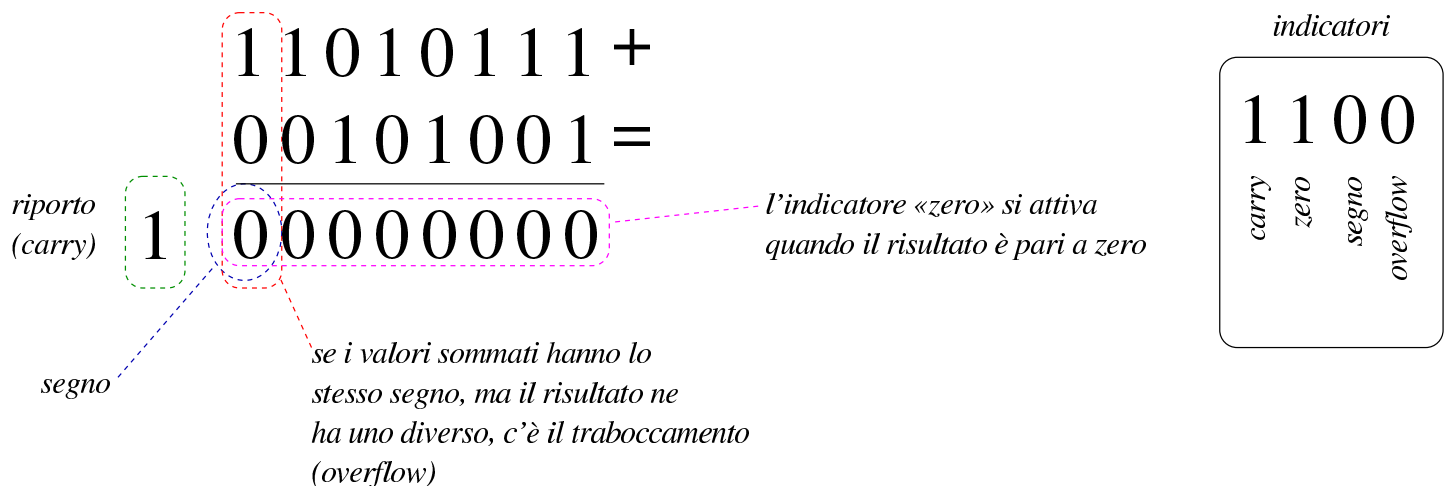 indicatori
1 1 0 1 0 1 1 1 +
0 0 1 0 1 0 0 1 =
1 0 0 0 0 0 0 0 0
riporto
(carry)
segno
l’indicatore «zero» si attiva
quando il risultato è pari a zero
se i valori sommati hanno lo
stesso segno, ma il risultato ne
ha uno diverso, c’è il traboccamento
(overflow)
1 1 0 0
carry
zero
segno
overflow